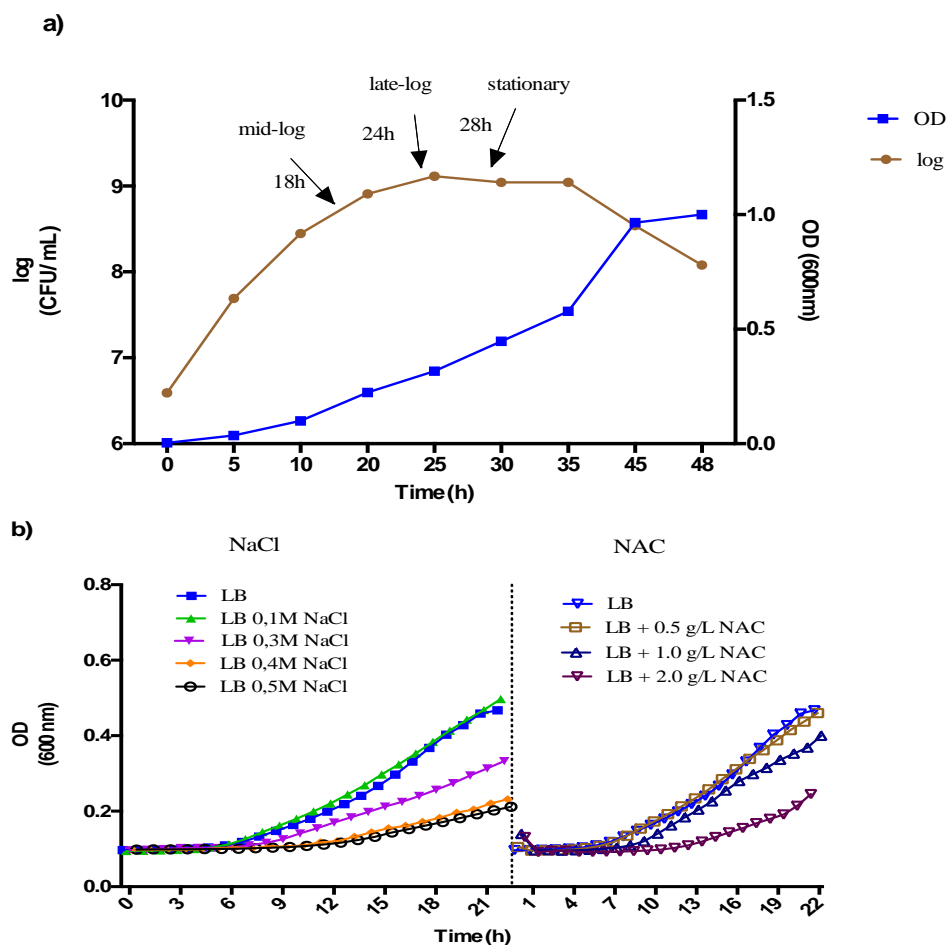 a)
late-log
stationary
mid-log
24h
28h
18h
OD
log
10
9
8
7
6
log
(CFU/ mL)
1.5
1.0
0.5
0.0
OD (600nm)
0 5 10 20 25 30 35 45 48
Time (h)
b)
NaCl
NAC
LB
LB 0,1M NaCl
LB 0,3M NaCl
LB 0,4M NaCl
LB 0,5M NaCl
LB
LB + 0.5 g/L NAC
LB + 1.0 g/L NAC
LB + 2.0 g/L NAC
0.8
0.6
0.4
0.2
0.0
OD
(600 nm)
0 3 6 9 12 15 18 21 1 4 7 10 13 16 19 22
Time (h)